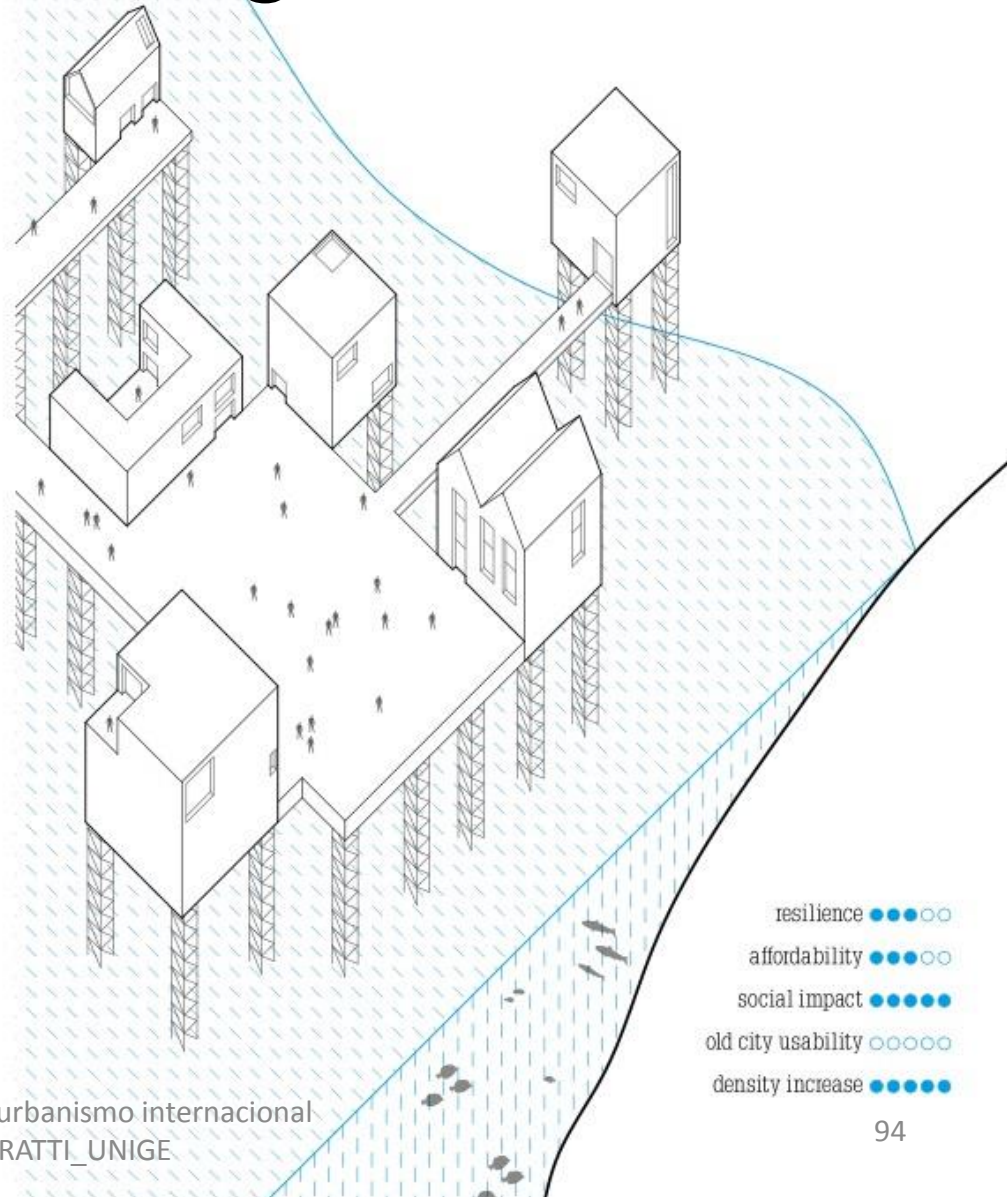 resilience
affordability
social impact
old city usability
density increase
urbanismo internacional
RATTI_UNIGE
94